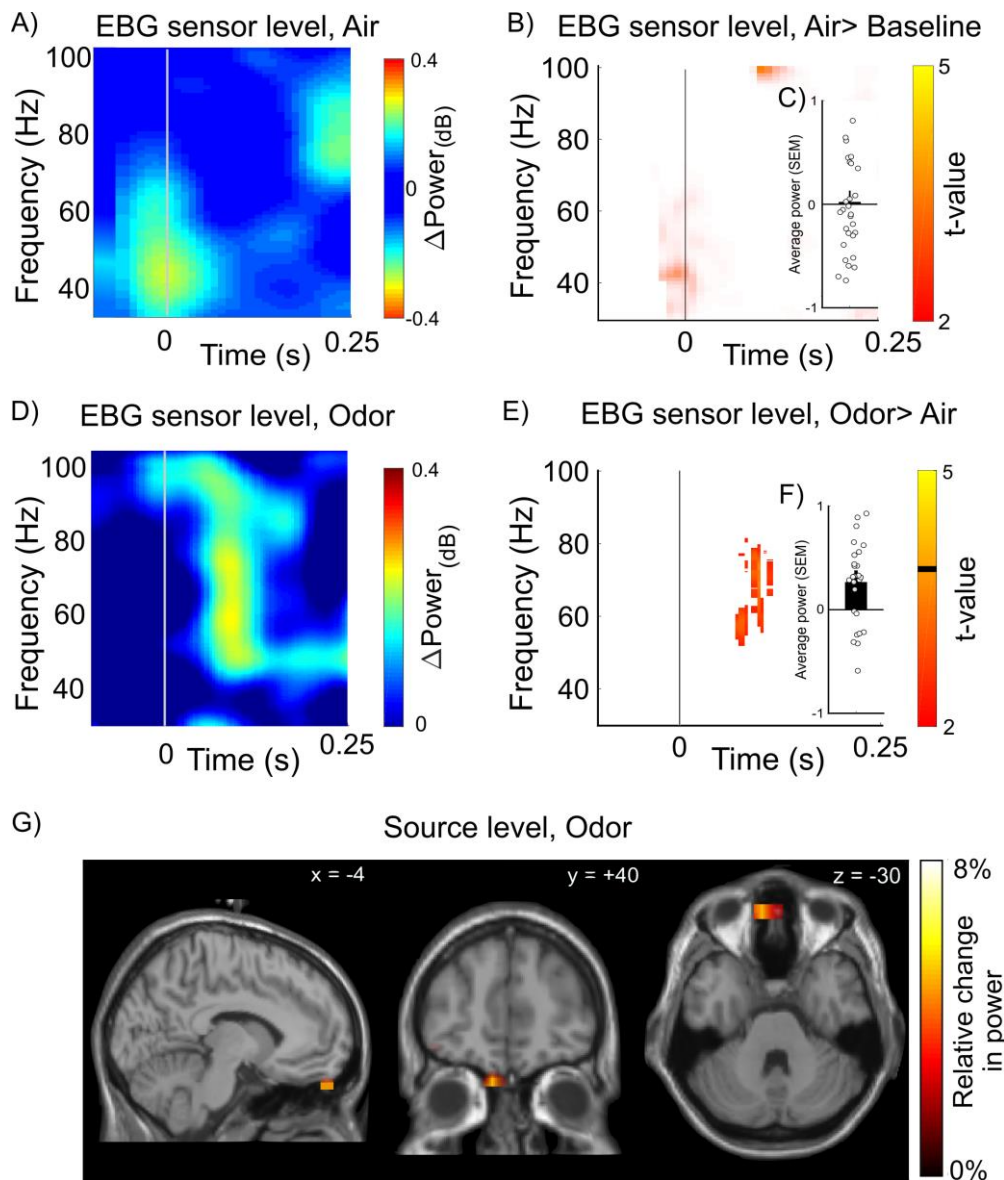 A) EBG sensor level, Air
100
80
60
40
Frequency (Hz)
0
0.25
Time (s)
0.4
0
-0.4
ΔPower(dB)
B) EBG sensor level, Air> Baseline
100
80
60
40
Frequency (Hz)
0
0.25
Time (s)
C)
1
0
-1
Average power (SEM)
5
2
t-value
D) EBG sensor level, Odor
100
80
60
40
Frequency (Hz)
0
0.25
Time (s)
0.4
0
ΔPower(dB)
E) EBG sensor level, Odor> Air
100
80
60
40
Frequency (Hz)
0
0.25
Time (s)
F)
1
0
-1
Average power (SEM)
5
2
t-value
G) Source level, Odor
x = -4
y = +40
z = -30
8%
0%
Relative change
in power